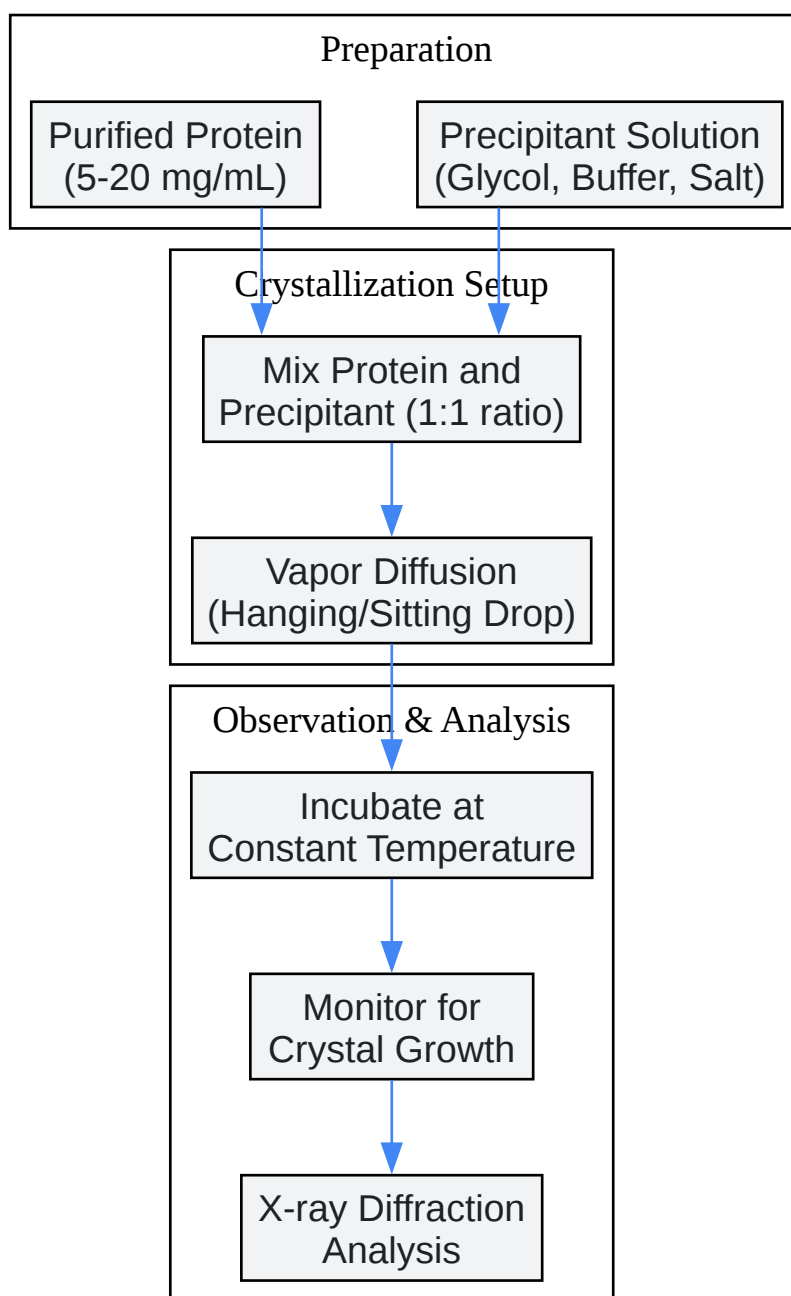 Preparation
Purified Protein
(5-20 mg/mL)
Precipitant Solution
(Glycol, Buffer, Salt)
Crystallization Setup
Mix Protein and
Precipitant (1:1 ratio)
Vapor Diffusion
(Hanging/Sitting Drop)
Observation & Analysis
Incubate at
Constant Temperature
Monitor for
Crystal Growth
X-ray Diffraction
Analysis